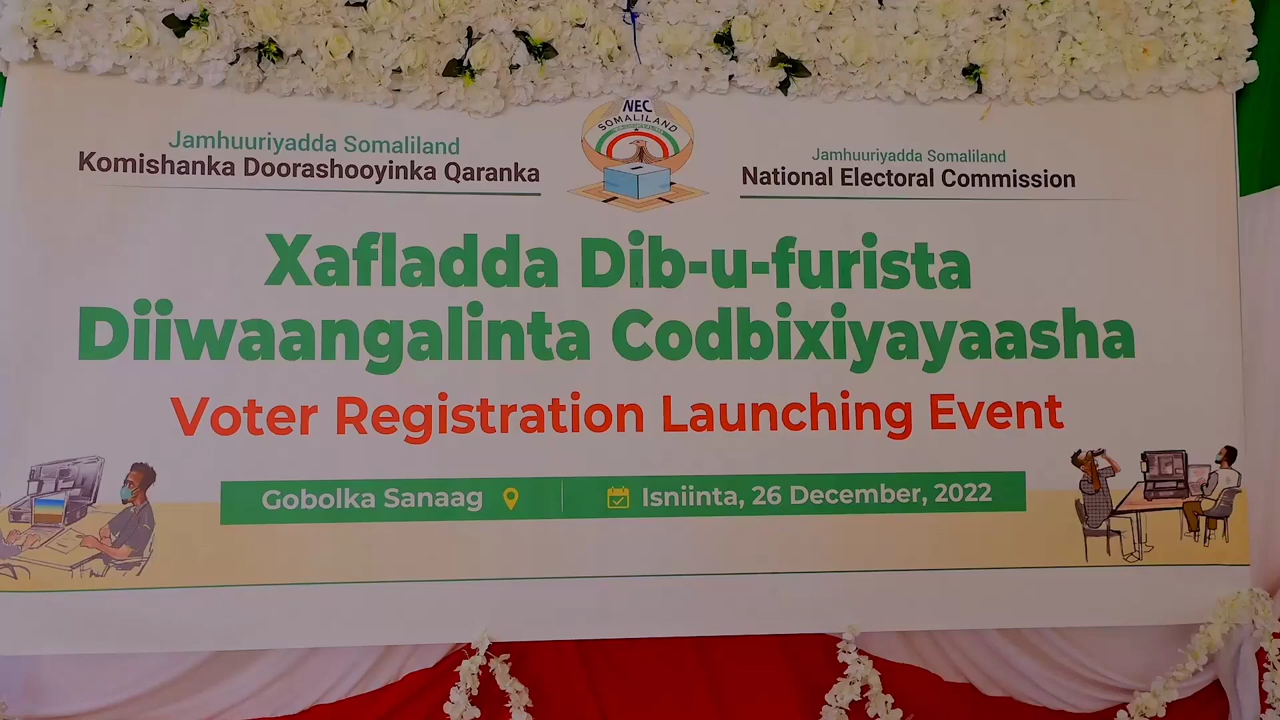 NEC
SOMALILAND
Jamhuuriyadda Somaliland
Komishanka Doorashooyinka Qaranka
Jamhuuriyadda Somaliland
National Electoral Commission
Xafladda Dib-u-furista
Diiwaangalinta Codbixiyayaasha
Voter Registration Launching Event
Gobolka Sanaag
Isniinta, 26 December, 2022